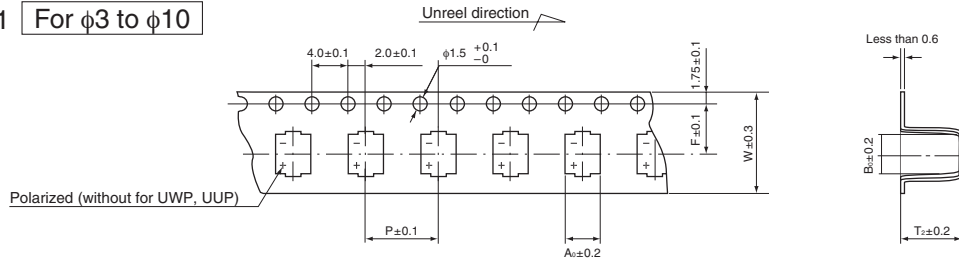 1 For φ3 to φ10
Unreel direction
4.0±0.1
2.0±0.1
φ1.5 +0.1 −0
1.75±0.1
F±0.1
W±0.3
− − − − − −
+ + + + + +
Polarized (without for UWP, UUP)
P±0.1
A₀±0.2
Less than 0.6
B₀±0.2
T₂±0.2